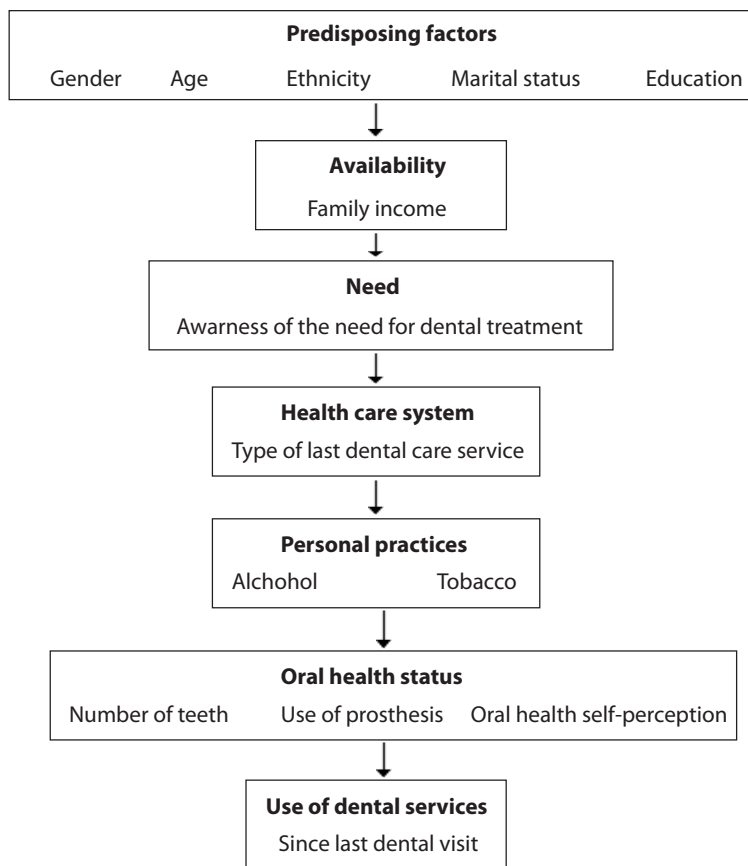 Predisposing factors
Gender Age Ethnicity Marital status Education
Availability
Family income
Need
Awarness of the need for dental treatment
Health care system
Type of last dental care service
Personal practices
Alchohol Tobacco
Oral health status
Number of teeth Use of prosthesis Oral health self-perception
Use of dental services
Since last dental visit